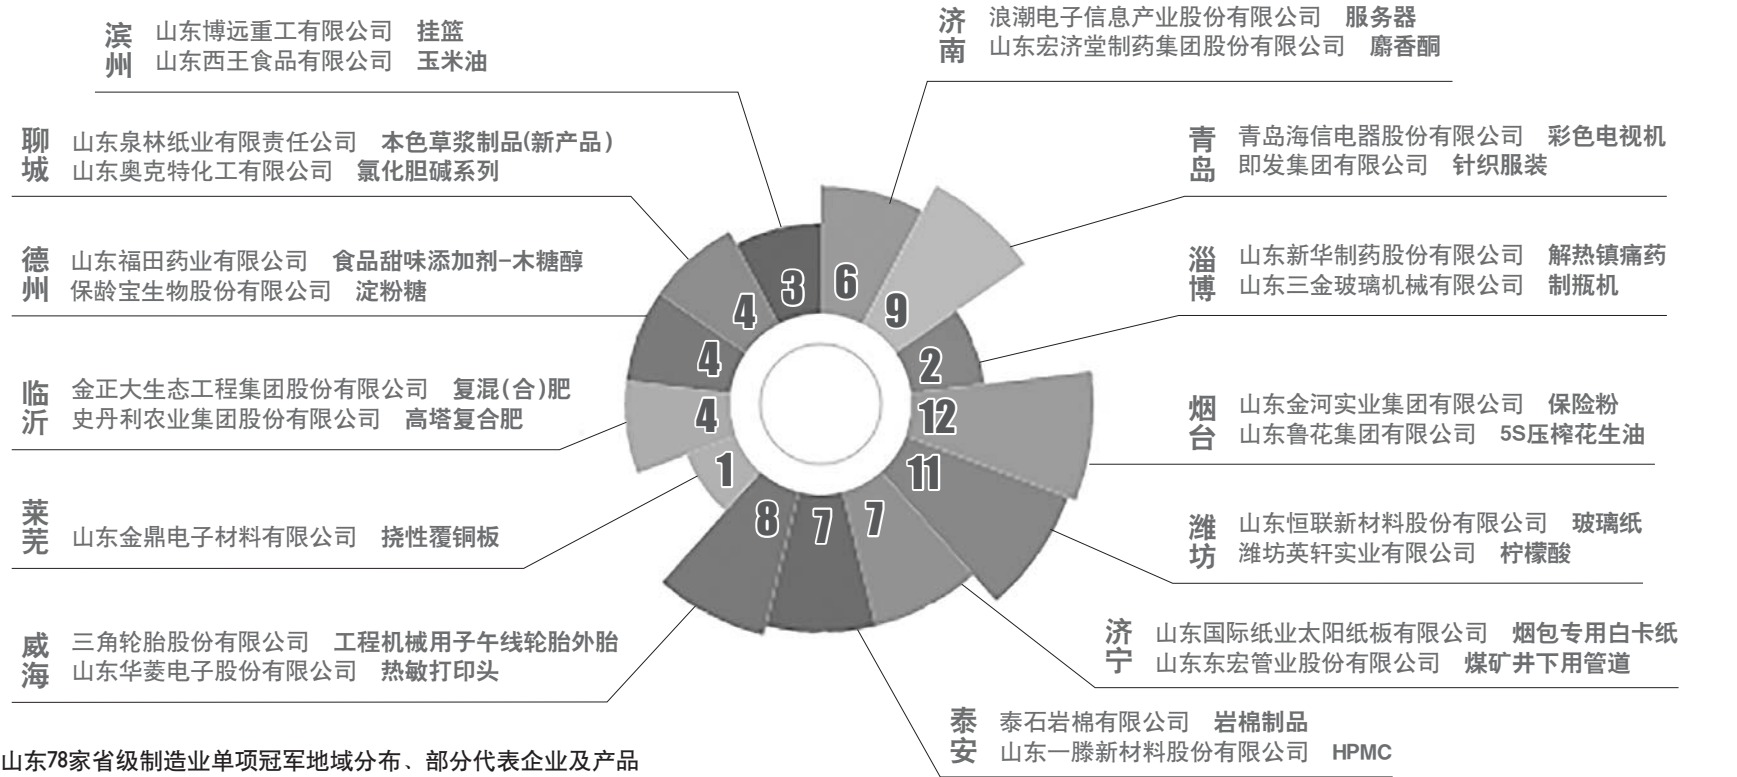 滨州
山东博远重工有限公司 挂篮
山东西王食品有限公司 玉米油
聊城
山东泉林纸业有限责任公司 本色草浆制品(新产品)
山东奥克特化工有限公司 氯化胆碱系列
德州
山东福田药业有限公司 食品甜味添加剂-木糖醇
保龄宝生物股份有限公司 淀粉糖
临沂
金正大生态工程集团股份有限公司 复混(合)肥
史丹利农业集团股份有限公司 高塔复合肥
莱芜
山东金鼎电子材料有限公司 挠性覆铜板
威海
三角轮胎股份有限公司 工程机械用子午线轮胎外胎
山东华菱电子股份有限公司 热敏打印头
济南
浪潮电子信息产业股份有限公司 服务器
山东宏济堂制药集团股份有限公司 麝香酮
青岛
青岛海信电器股份有限公司 彩色电视机
即发集团有限公司 针织服装
淄博
山东新华制药股份有限公司 解热镇痛药
山东三金玻璃机械有限公司 制瓶机
烟台
山东金河实业集团有限公司 保险粉
山东鲁花集团有限公司 5S压榨花生油
潍坊
山东恒联新材料股份有限公司 玻璃纸
潍坊英轩实业有限公司 柠檬酸
济宁
山东国际纸业太阳纸板有限公司 烟包专用白卡纸
山东东宏管业股份有限公司 煤矿井下用管道
泰安
泰石岩棉有限公司 岩棉制品
山东一滕新材料股份有限公司 HPMC
6
9
2
12
11
7
7
8
1
4
4
4
3
山东78家省级制造业单项冠军地域分布、部分代表企业及产品